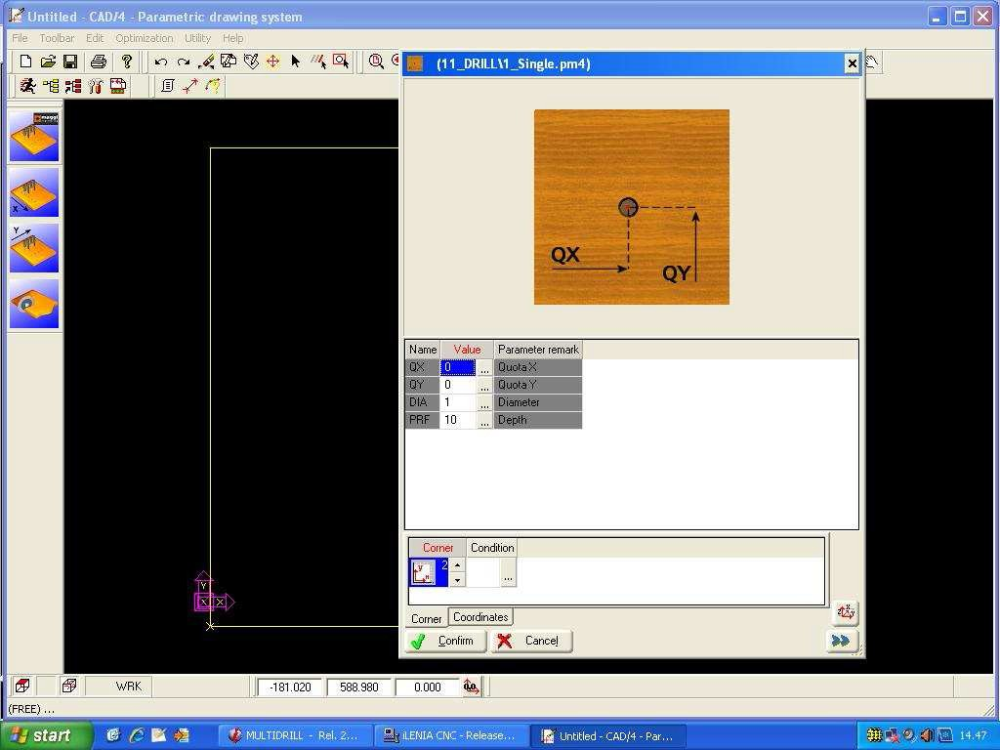 Untitled - CAD/4 - Parametric drawing system
File Toolbar Edit Optimization Utility Help
(11_DRILL\1_Single.pm4)
X
Y
QX
QY
Name Value Parameter remark
QX 0 ... Quota X
QY 0 ... Quota Y
DIA 1 ... Diameter
PRF 10 ... Depth
Corner Condition
2 ...
Corner Coordinates
Confirm Cancel
Y
X X
WRK -181.020 588.980 0.000
(FREE) ...
start MULTIDRILL - Rel. 2... iLENIA CNC - Release... Untitled - CAD/4 - Par... 14.47